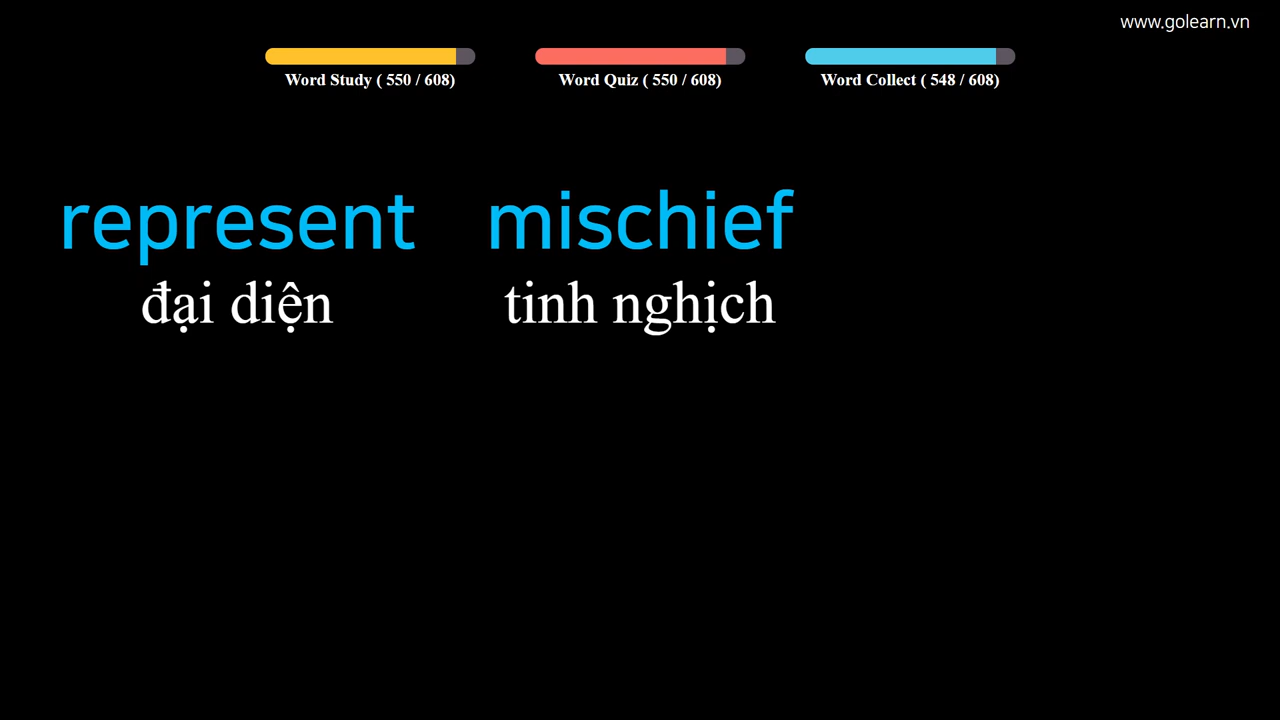 www.golearn.vn
Word Study ( 550 / 608)
Word Quiz ( 550 / 608)
Word Collect ( 548 / 608)
represent
đại diện
mischief
tinh nghịch